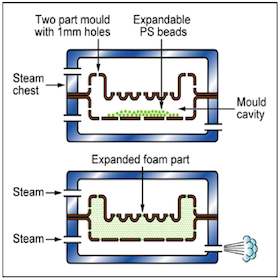 Two part mould
with 1mm holes
Expandable
PS beads
Steam
chest
Mould
cavity
Expanded foam part
Steam
Steam